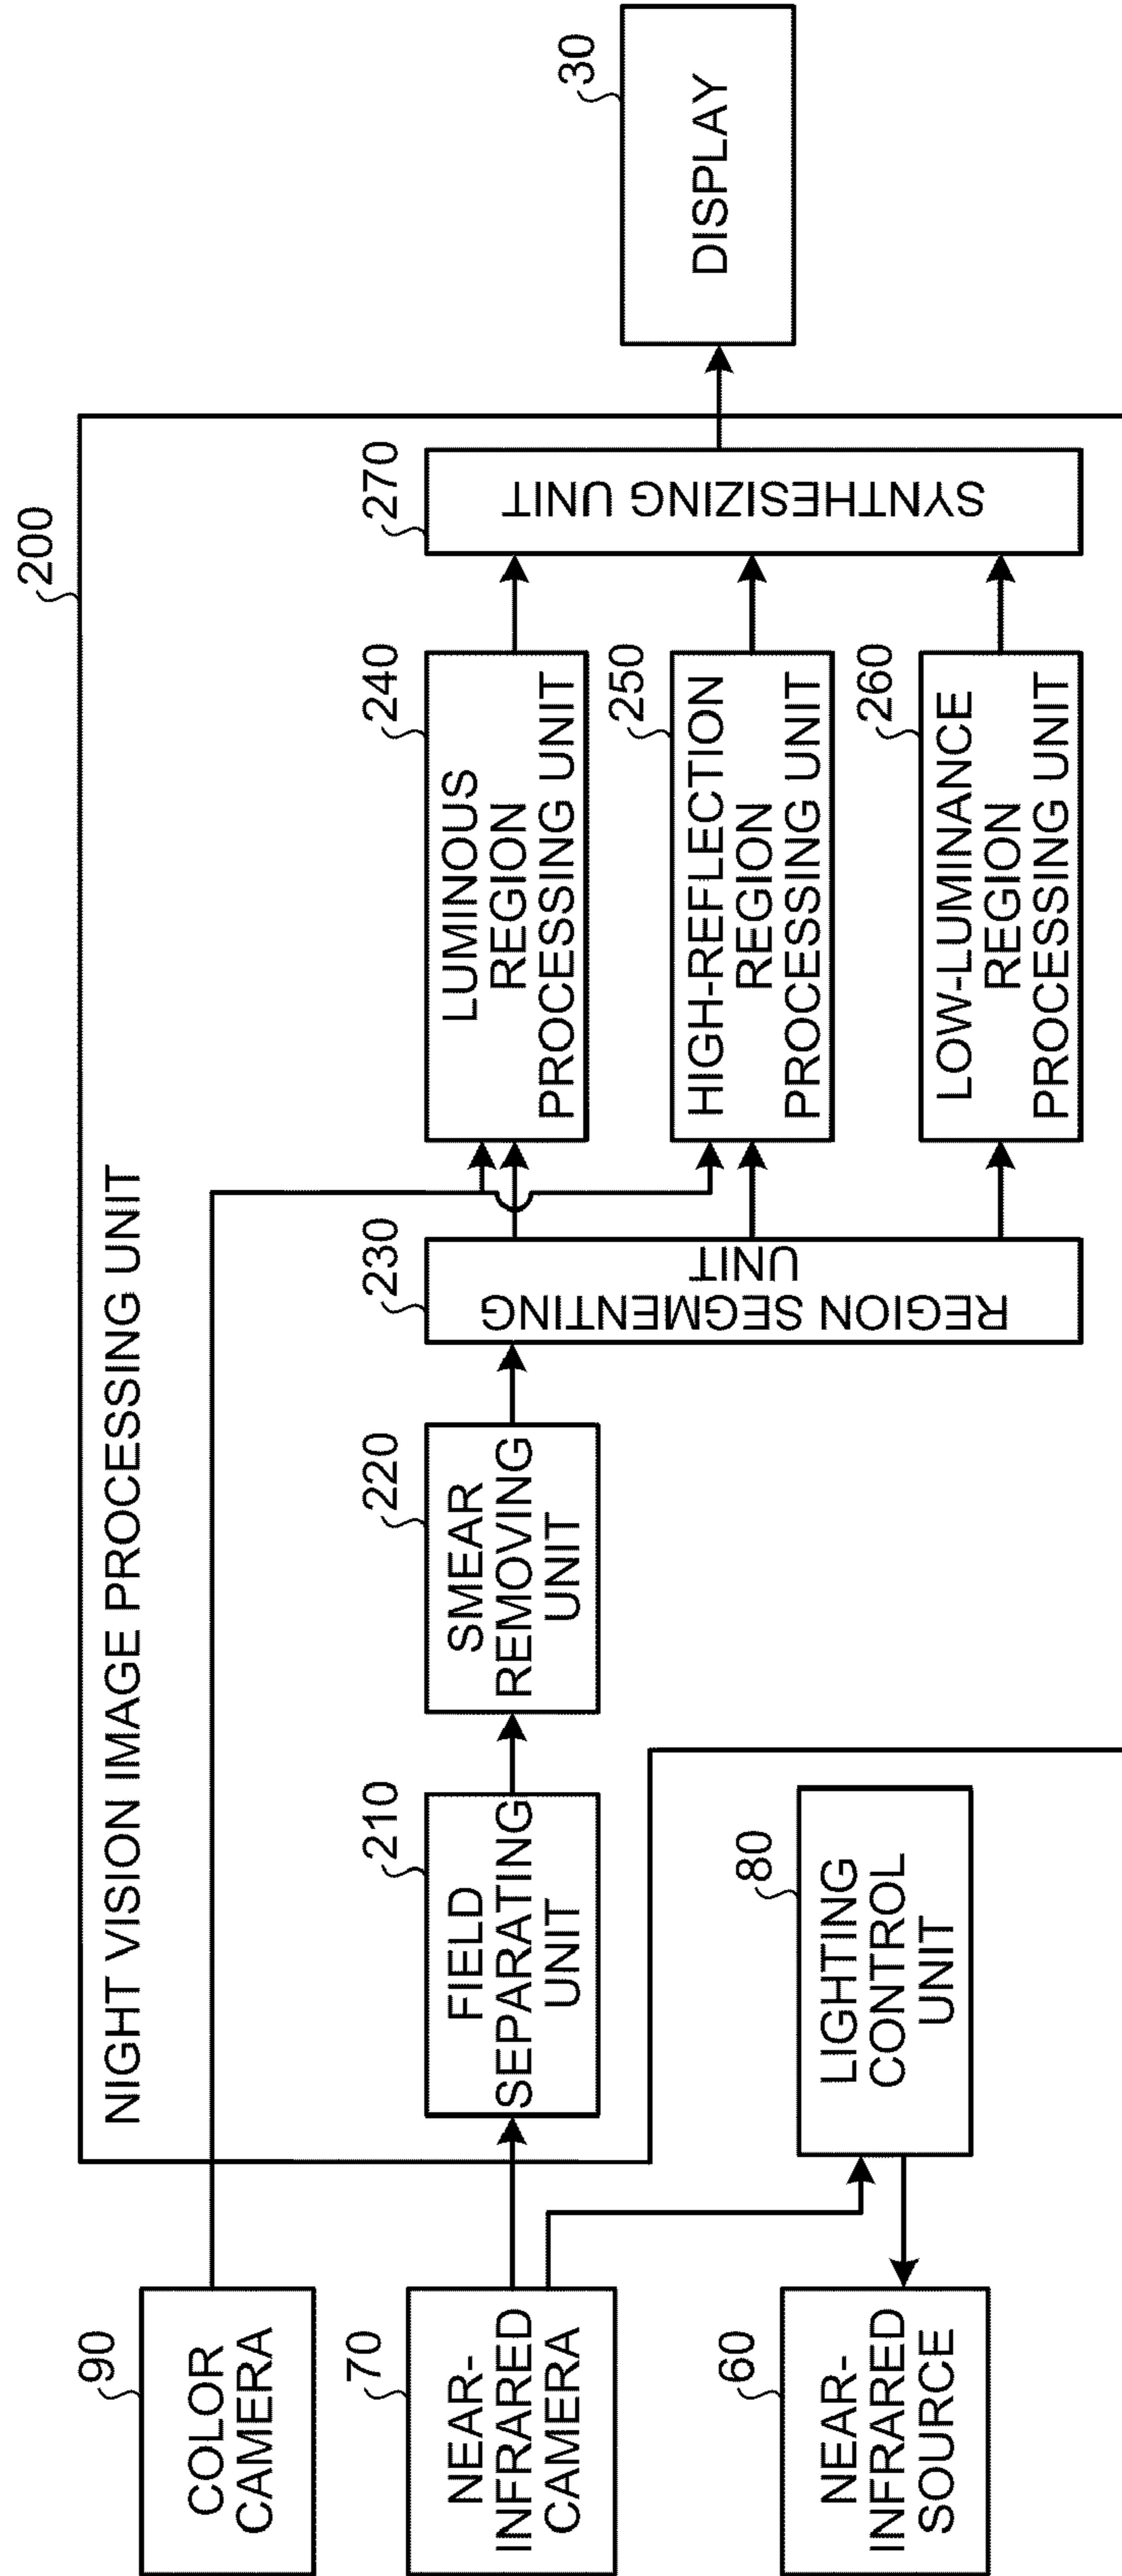 200
NIGHT VISION IMAGE PROCESSING UNIT
90
COLOR
CAMERA
70
NEAR-
INFRARED
CAMERA
60
NEAR-
INFRARED
SOURCE
210
FIELD
SEPARATING
UNIT
80
LIGHTING
CONTROL
UNIT
220
SMEAR
REMOVING
UNIT
230
REGION SEGMENTING
UNIT
240
LUMINOUS
REGION
PROCESSING UNIT
250
HIGH-REFLECTION
REGION
PROCESSING UNIT
260
LOW-LUMINANCE
REGION
PROCESSING UNIT
270
SYNTHESIZING UNIT
30
DISPLAY